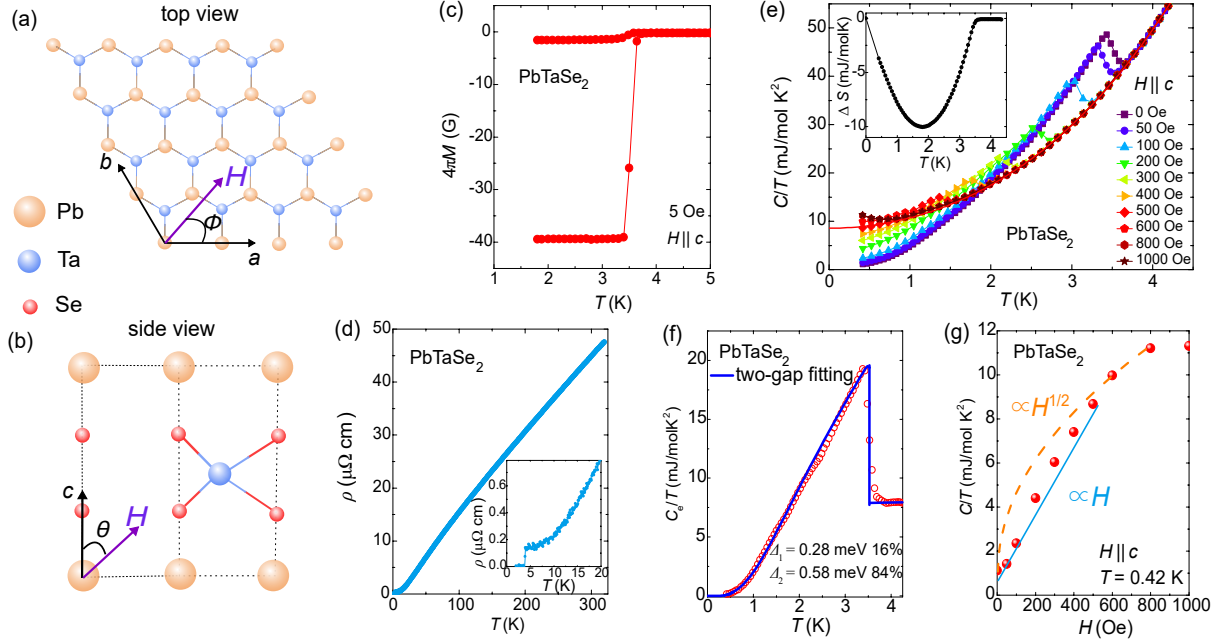 (a)
top view
b
H
Φ
a
Pb
Ta
Se
(b)
side view
c
θ
H
(c)
0
-10
-20
-30
-40
4πM (G)
PbTaSe2
5 Oe
H || c
1 2 3 4 5
T (K)
(d)
50
40
30
20
10
0
ρ (μΩ cm)
PbTaSe2
0 100 200 300
T (K)
0.6
0.3
0.0
ρ (μΩ cm)
0 5 10 15 20
T (K)
(e)
50
40
30
20
10
0
C/T (mJ/mol K²)
0
-5
-10
Δ S (mJ/molK)
0 1 2 3 4
T (K)
H || c
0 Oe
50 Oe
100 Oe
200 Oe
300 Oe
400 Oe
500 Oe
600 Oe
800 Oe
1000 Oe
PbTaSe2
0 1 2 3 4
T (K)
(f)
PbTaSe2
two-gap fitting
20
15
10
5
0
Ce/T (mJ/molK²)
Δ1 = 0.28 meV 16%
Δ2 = 0.58 meV 84%
0 1 2 3 4
T (K)
(g)
PbTaSe2
12
10
8
6
4
2
0
C/T (mJ/mol K²)
∝H^1/2
∝H
H || c
T = 0.42 K
0 200 400 600 800 1000
H (Oe)